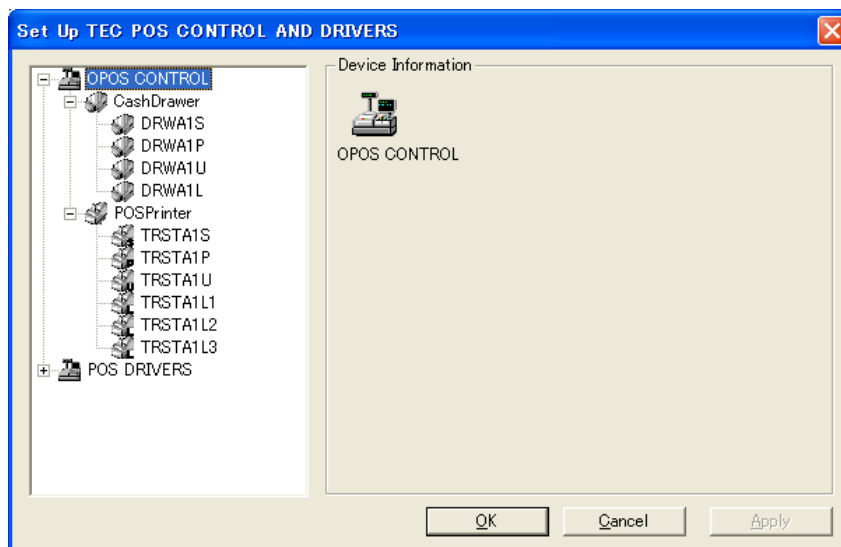 Set Up TEC POS CONTROL AND DRIVERS
OPOS CONTROL
CashDrawer
DRWA1S
DRWA1P
DRWA1U
DRWA1L
POSPrinter
TRSTA1S
TRSTA1P
TRSTA1U
TRSTA1L1
TRSTA1L2
TRSTA1L3
POS DRIVERS
Device Information
OPOS CONTROL
OK
Cancel
Apply